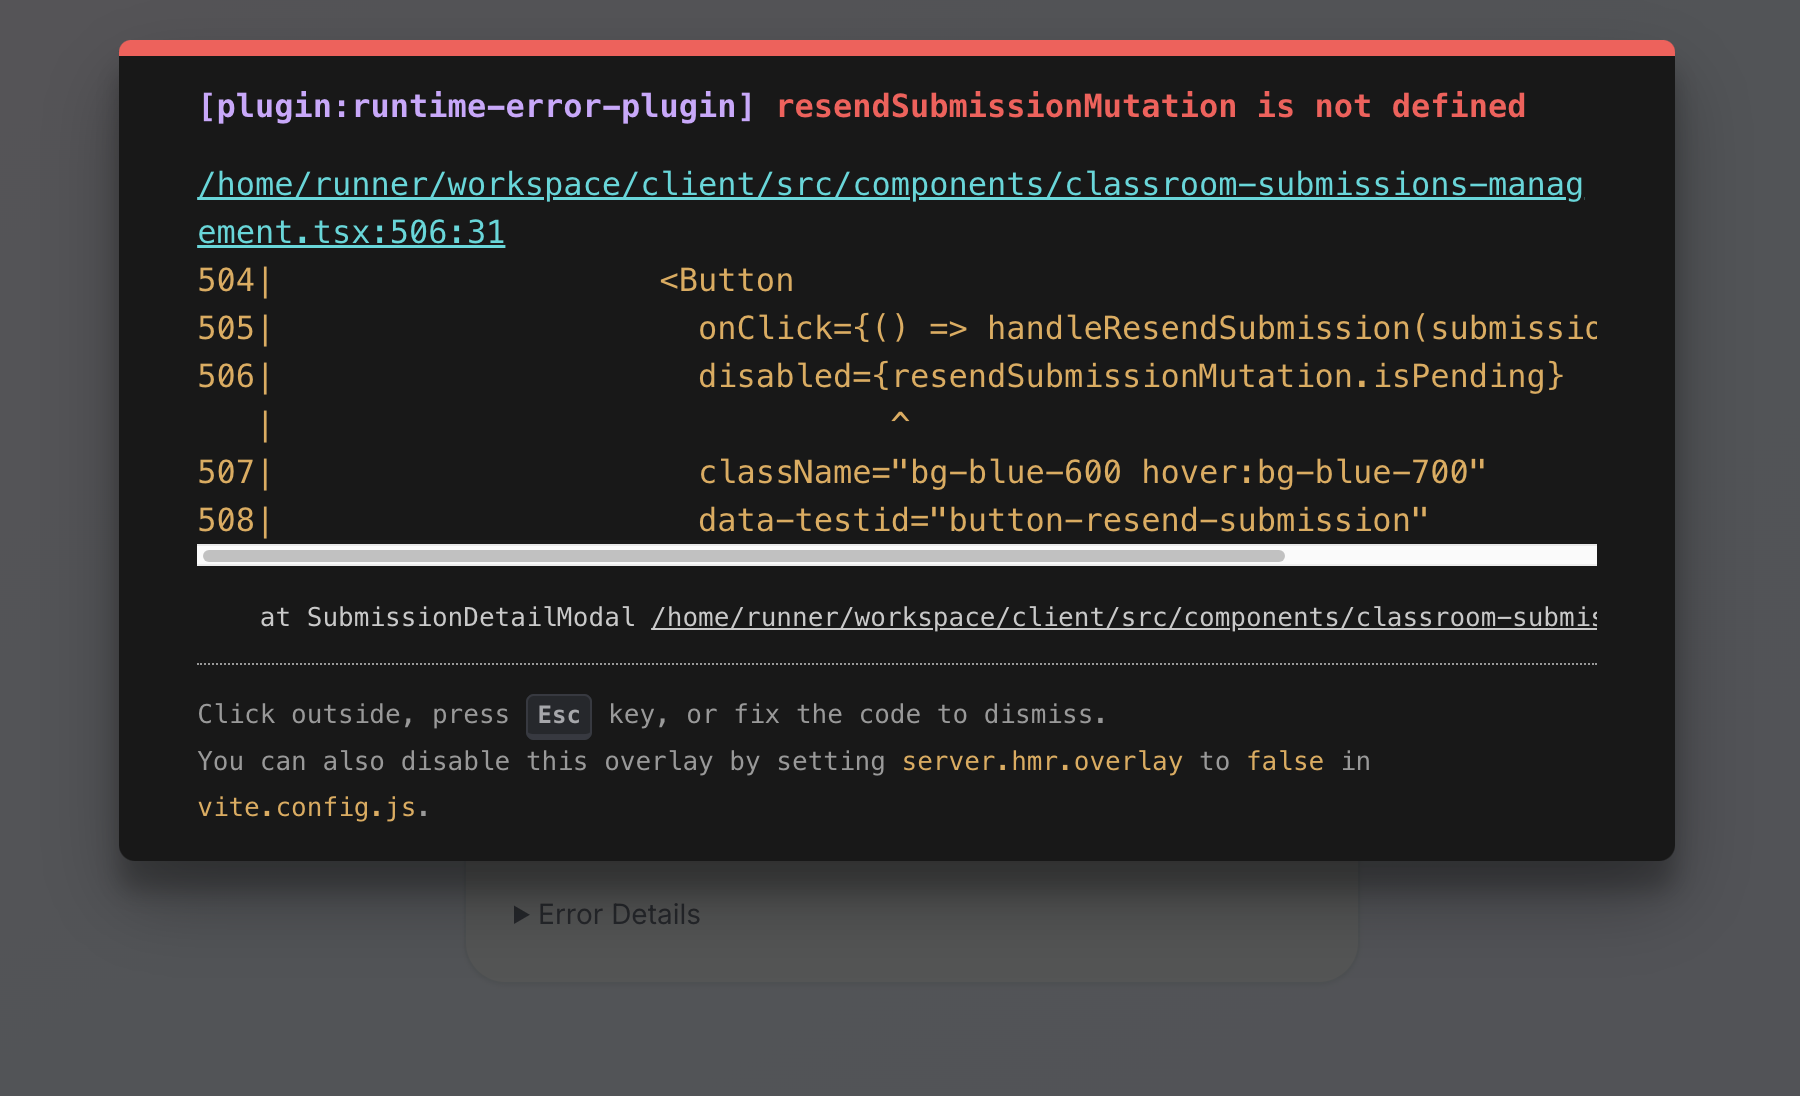 [plugin:runtime-error-plugin] resendSubmissionMutation is not defined
/home/runner/workspace/client/src/components/classroom-submissions-manag
ement.tsx:506:31
504|                    <Button
505|                      onClick={() => handleResendSubmission(submissio
506|                      disabled={resendSubmissionMutation.isPending}
   |                                ^
507|                      className="bg-blue-600 hover:bg-blue-700"
508|                      data-testid="button-resend-submission"
at SubmissionDetailModal /home/runner/workspace/client/src/components/classroom-submis
Click outside, press Esc key, or fix the code to dismiss.
You can also disable this overlay by setting server.hmr.overlay to false in
vite.config.js.
▶ Error Details